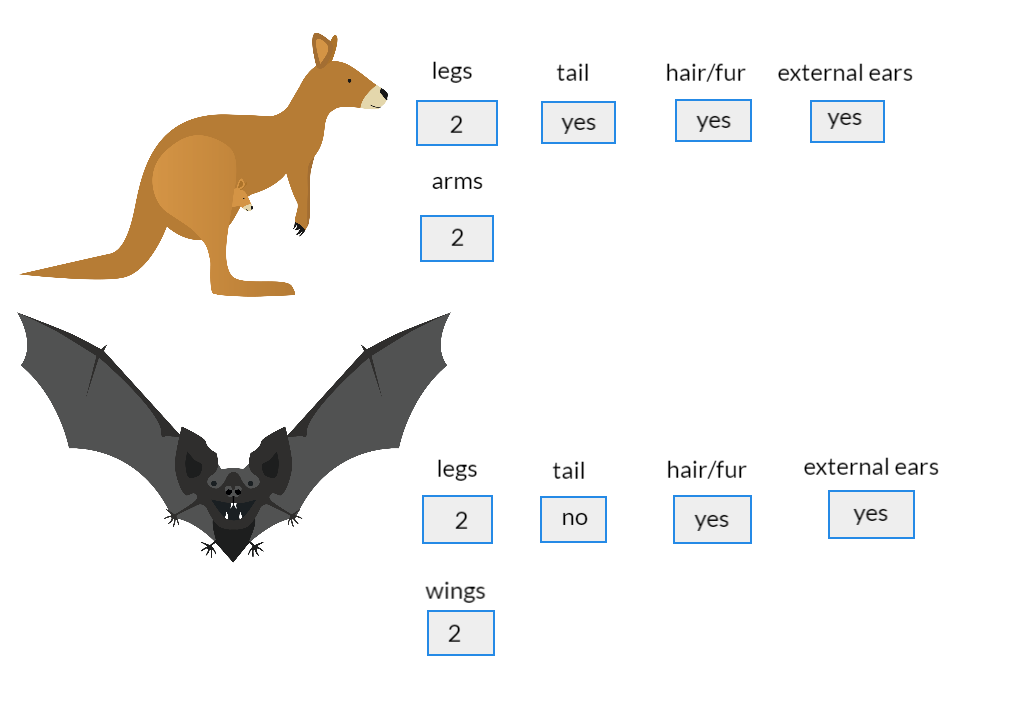 legs tail hair/fur external ears
2 yes yes yes
arms
2
legs tail hair/fur external ears
2 no yes yes
wings
2